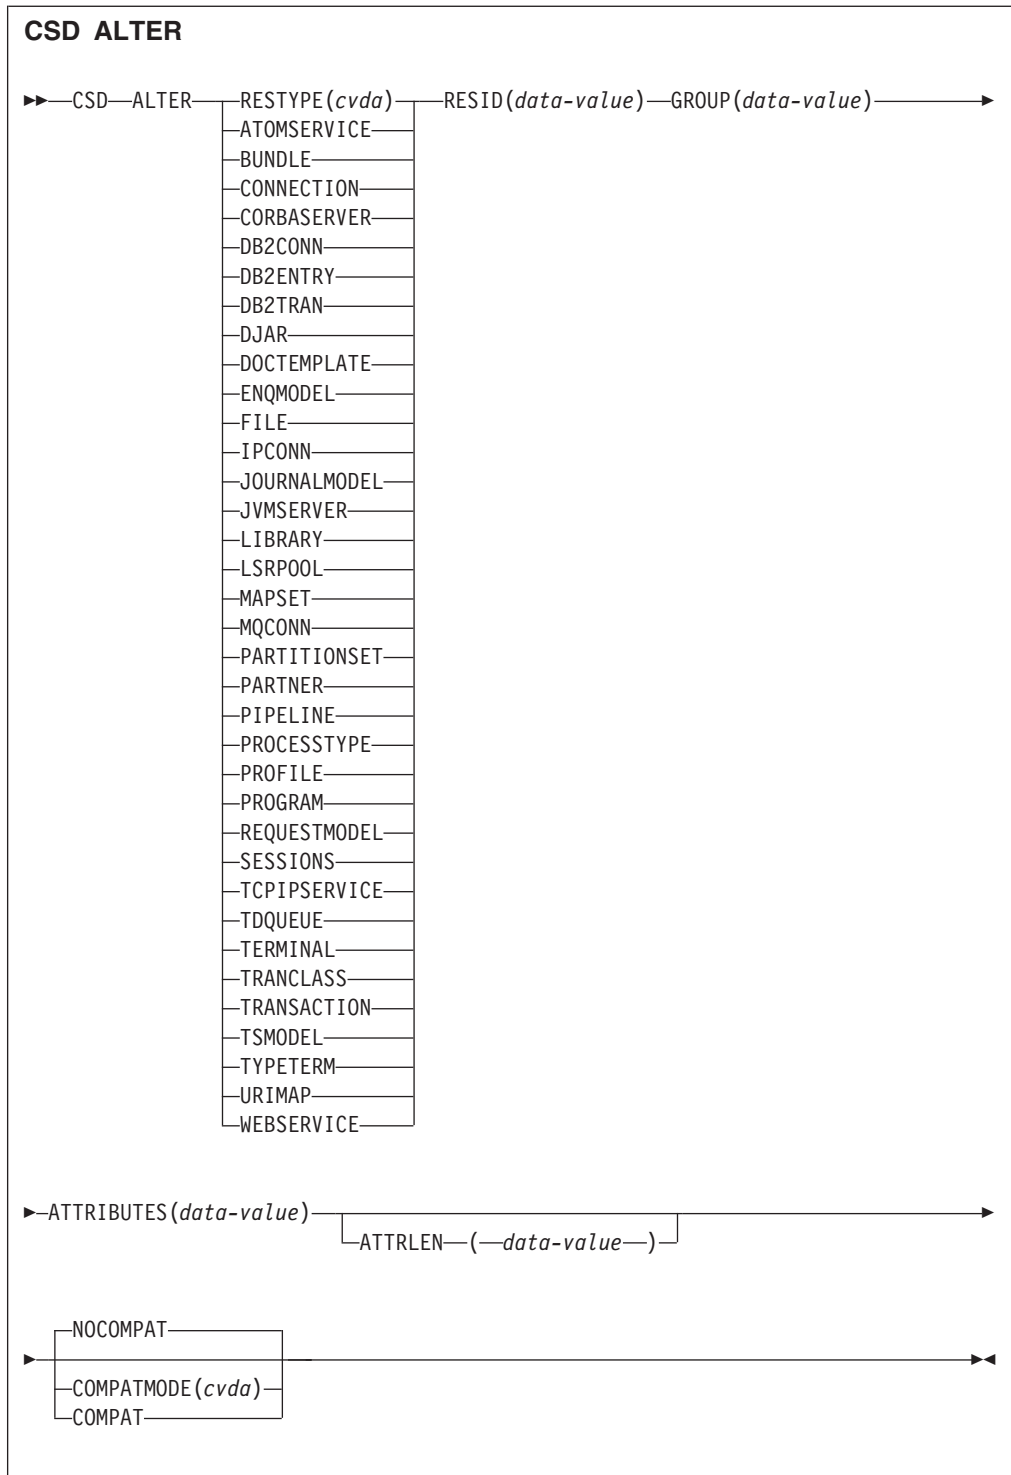 CSD ALTER
CSD ALTER RESTYPE(cvda) RESID(data-value) GROUP(data-value)
ATOMSERVICE
BUNDLE
CONNECTION
CORBASERVER
DB2CONN
DB2ENTRY
DB2TRAN
DJAR
DOCTEMPLATE
ENQMODEL
FILE
IPCONN
JOURNALMODEL
JVMSERVER
LIBRARY
LSRPOOL
MAPSET
MQCONN
PARTITIONSET
PARTNER
PIPELINE
PROCESSTYPE
PROFILE
PROGRAM
REQUESTMODEL
SESSIONS
TCPIPSERVICE
TDQUEUE
TERMINAL
TRANCLASS
TRANSACTION
TSMODEL
TYPETERM
URIMAP
WEBSERVICE
ATTRIBUTES(data-value)
ATTRLEN ( data-value )
NOCOMPAT
COMPATMODE(cvda)
COMPAT